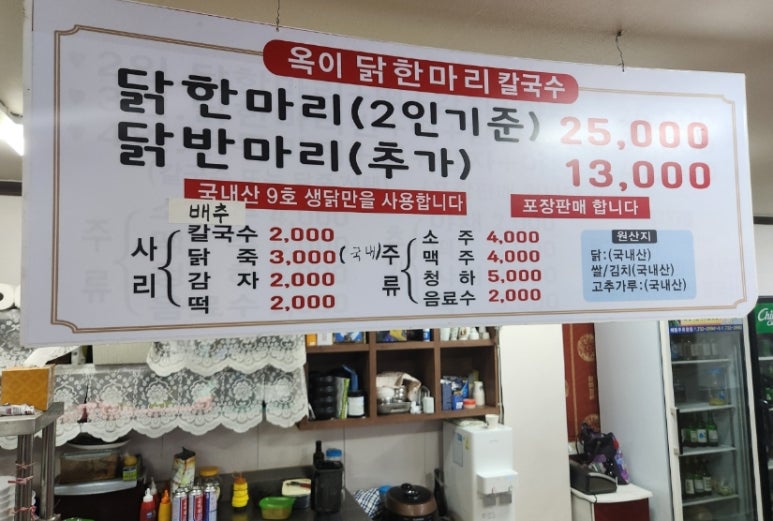 옥이 닭한마리 칼국수
닭한마리(2인기준) 25,000
닭반마리(추가) 13,000
국내산 9호 생닭만을 사용합니다
포장판매 합니다
배추
사리
칼국수 2,000
닭 죽 3,000
감 자 2,000
떡 2,000
(국내)
주류
소 주 4,000
맥 주 4,000
청 하 5,000
음료수 2,000
원산지
닭:(국내산)
쌀/김치(국내산)
고추가루:(국내산)